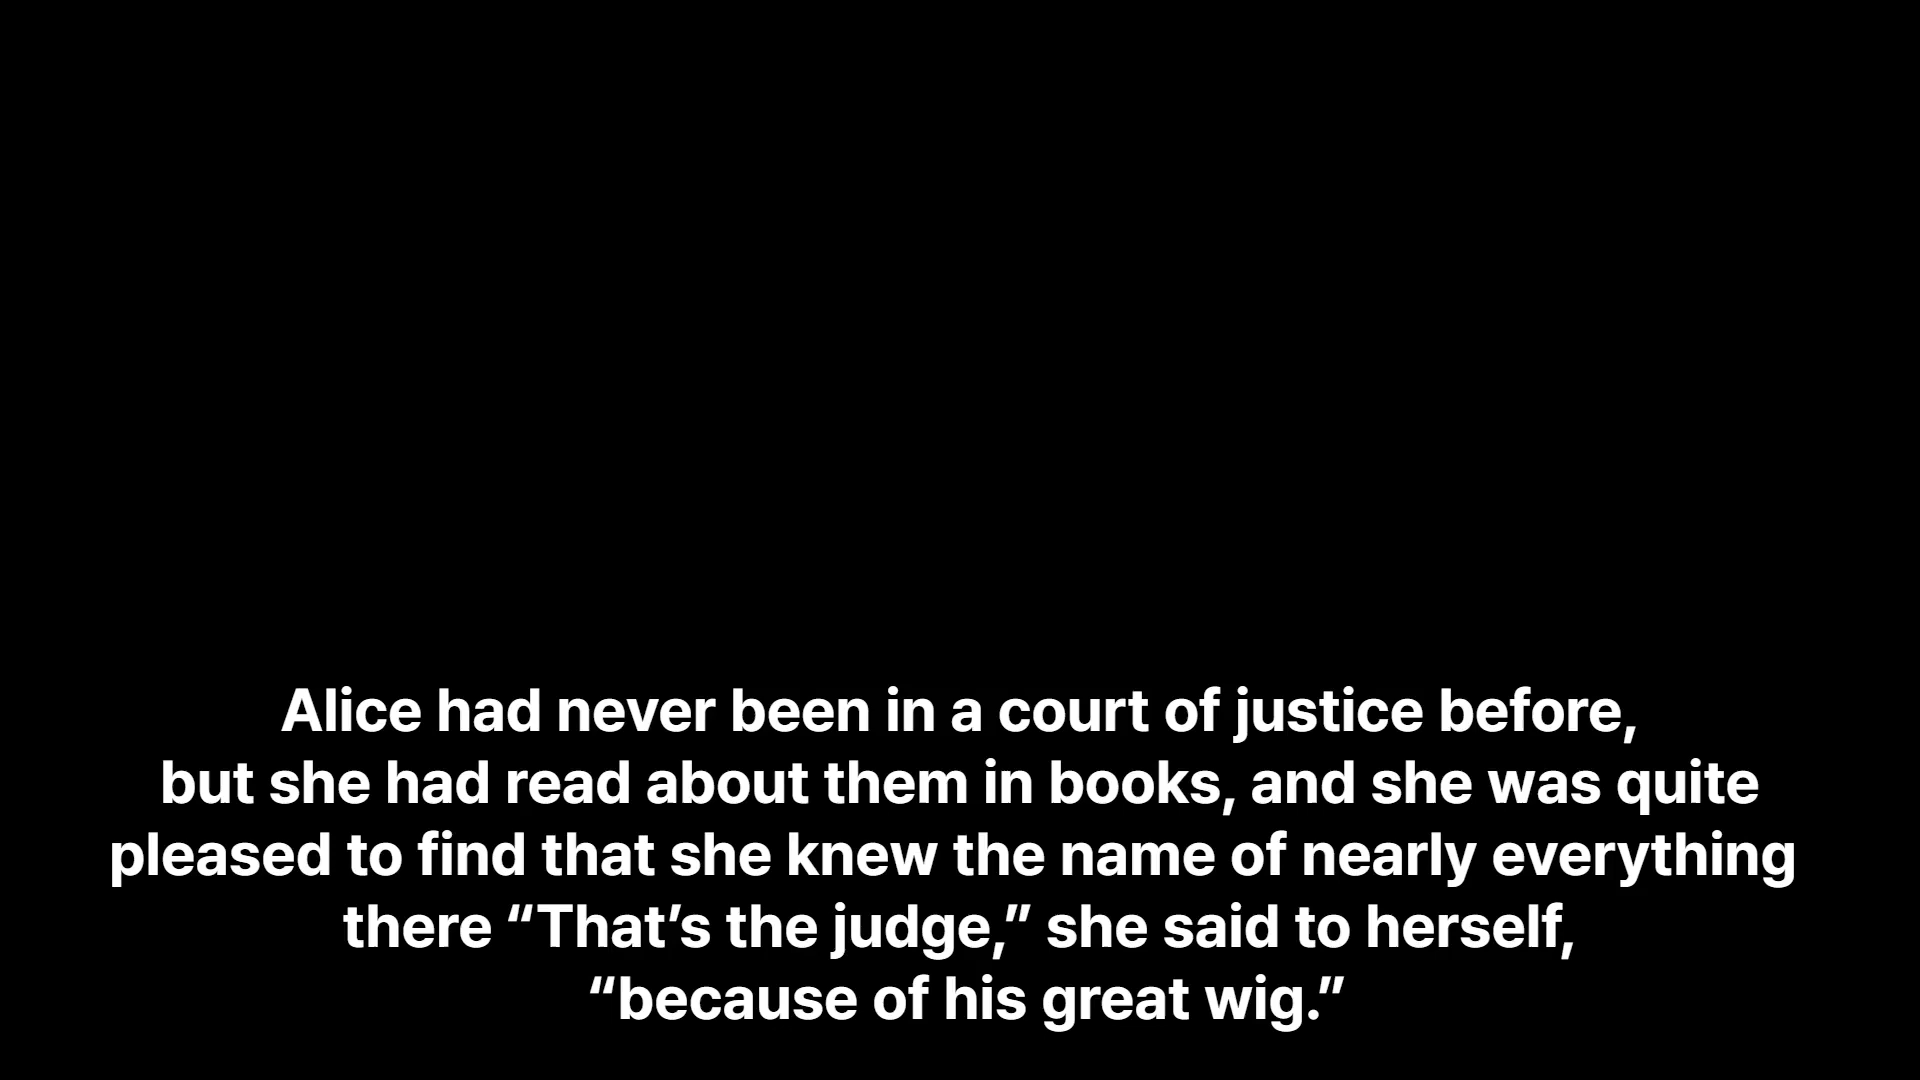 Alice had never been in a court of justice before,
but she had read about them in books, and she was quite
pleased to find that she knew the name of nearly everything
there “That’s the judge,” she said to herself,
“because of his great wig.”